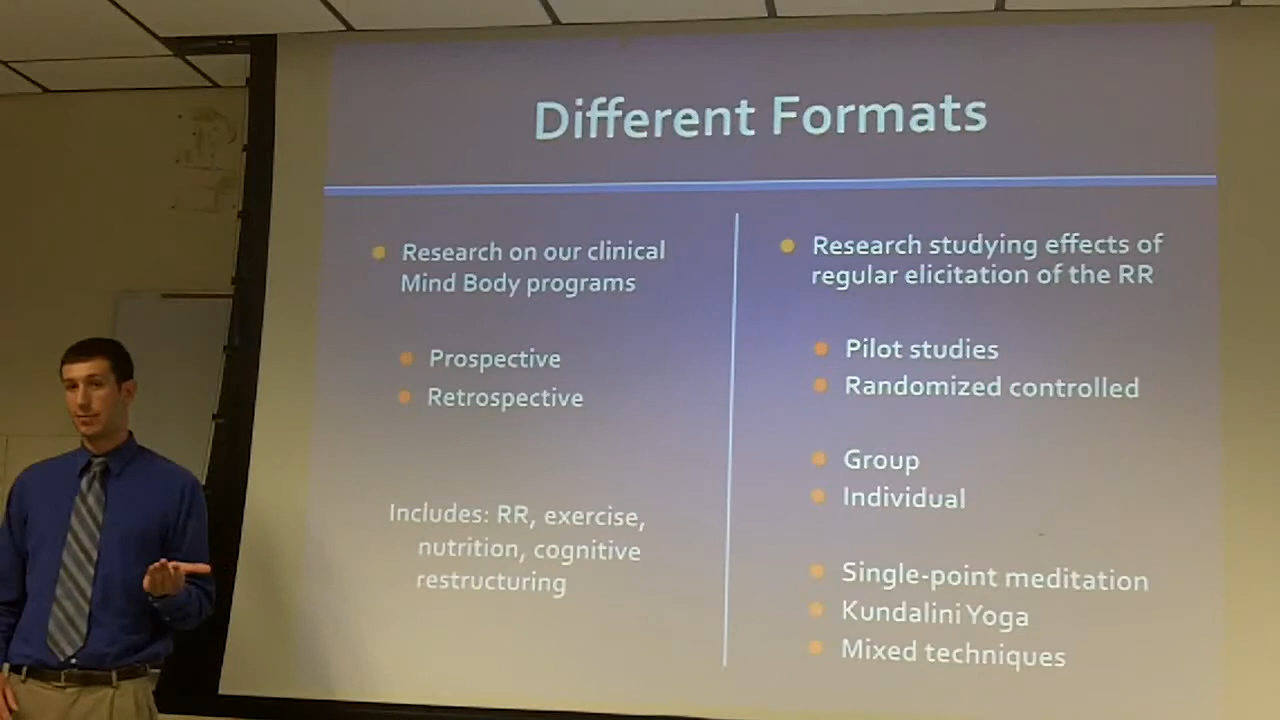 Different Formats
Research on our clinical
Mind Body programs
Prospective
Retrospective
Includes: RR, exercise,
nutrition, cognitive
restructuring
Research studying effects of
regular elicitation of the RR
Pilot studies
Randomized controlled
Group
Individual
Single-point meditation
Kundalini Yoga
Mixed techniques